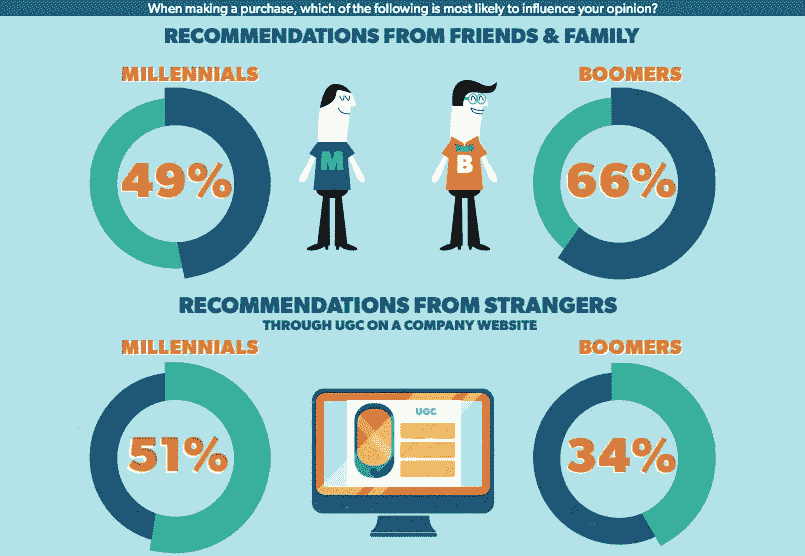 When making a purchase, which of the following is most likely to influence your opinion?
RECOMMENDATIONS FROM FRIENDS & FAMILY
MILLENNIALS
BOOMERS
49%
M
B
66%
RECOMMENDATIONS FROM STRANGERS
THROUGH UGC ON A COMPANY WEBSITE
MILLENNIALS
BOOMERS
51%
UGC
34%